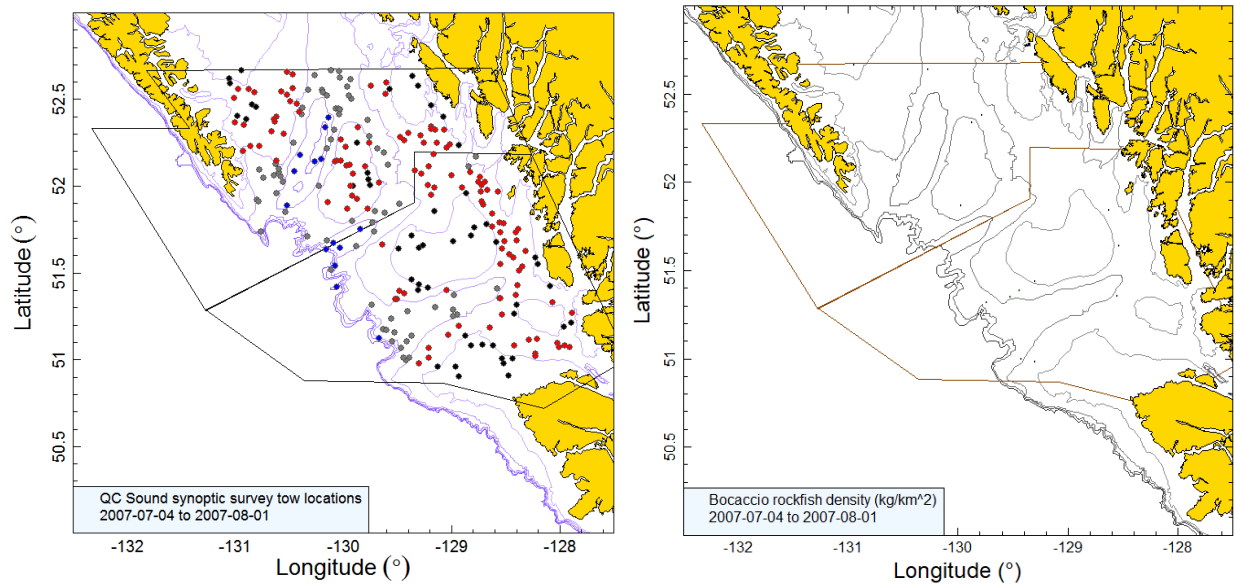 52.5
52
51.5
51
50.5
Latitude (°)
-132
-131
-130
-129
-128
Longitude (°)
QC Sound synoptic survey tow locations
2007-07-04 to 2007-08-01
52.5
52
51.5
51
50.5
Latitude (°)
-132
-131
-130
-129
-128
Longitude (°)
Bocaccio rockfish density (kg/km^2)
2007-07-04 to 2007-08-01